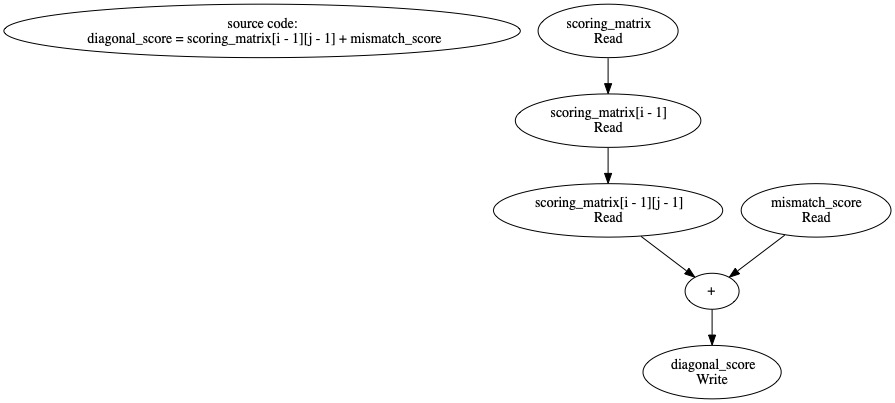 source code:
diagonal_score = scoring_matrix[i - 1][j - 1] + mismatch_score
scoring_matrix
Read
scoring_matrix[i - 1]
Read
scoring_matrix[i - 1][j - 1]
Read
mismatch_score
Read
+
diagonal_score
Write